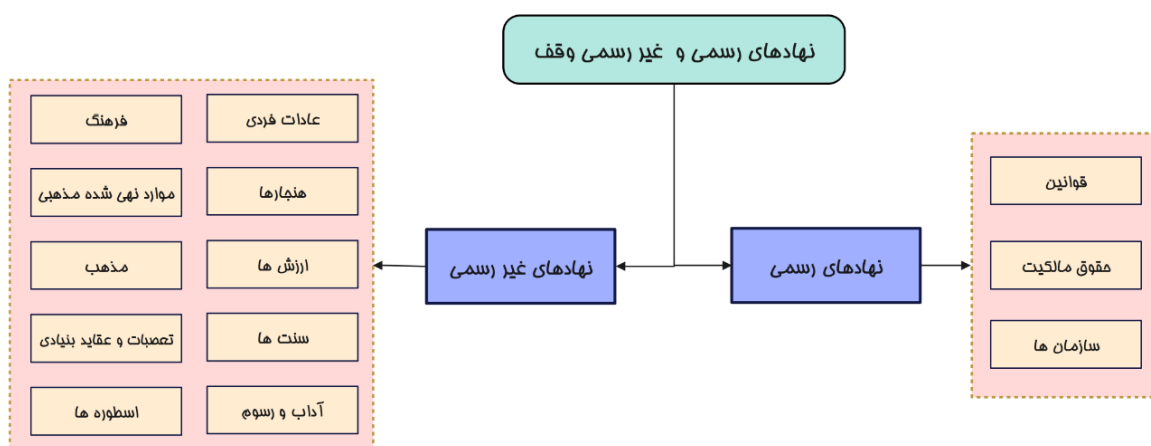 نهادهای رسمی و غیر رسمی وقف
نهادهای رسمی
قوانین
حقوق مالکیت
سازمان ها
نهادهای غیر رسمی
عادات فردی
فرهنگ
هنجارها
موارد نهی شده مذهبی
ارزش ها
مذهب
سنت ها
تعصبات و عقاید بنیادی
آداب و رسوم
اسطوره ها